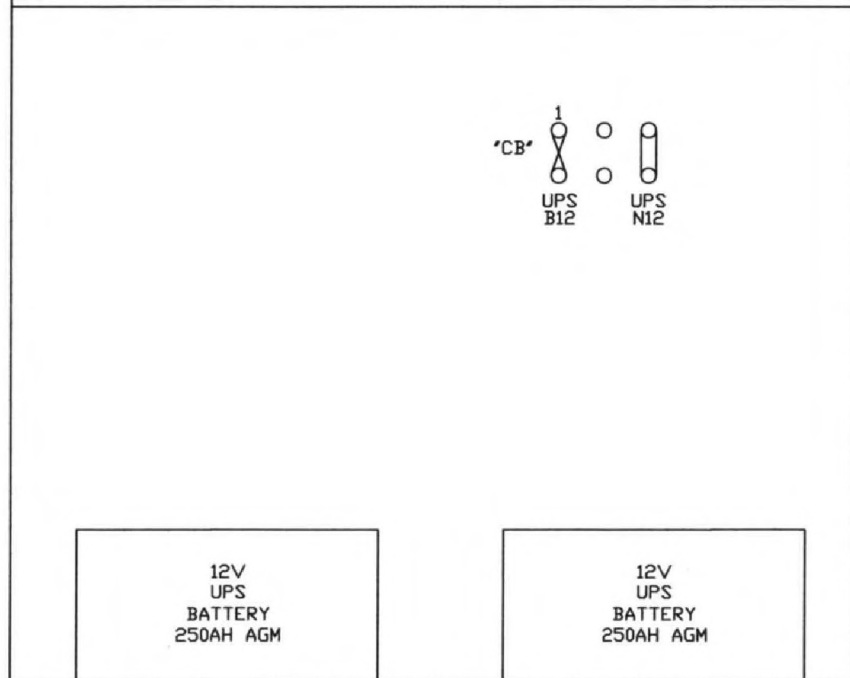 1
"CB"
UPS UPS
B12 N12
12V 12V
UPS UPS
BATTERY BATTERY
250AH AGM 250AH AGM